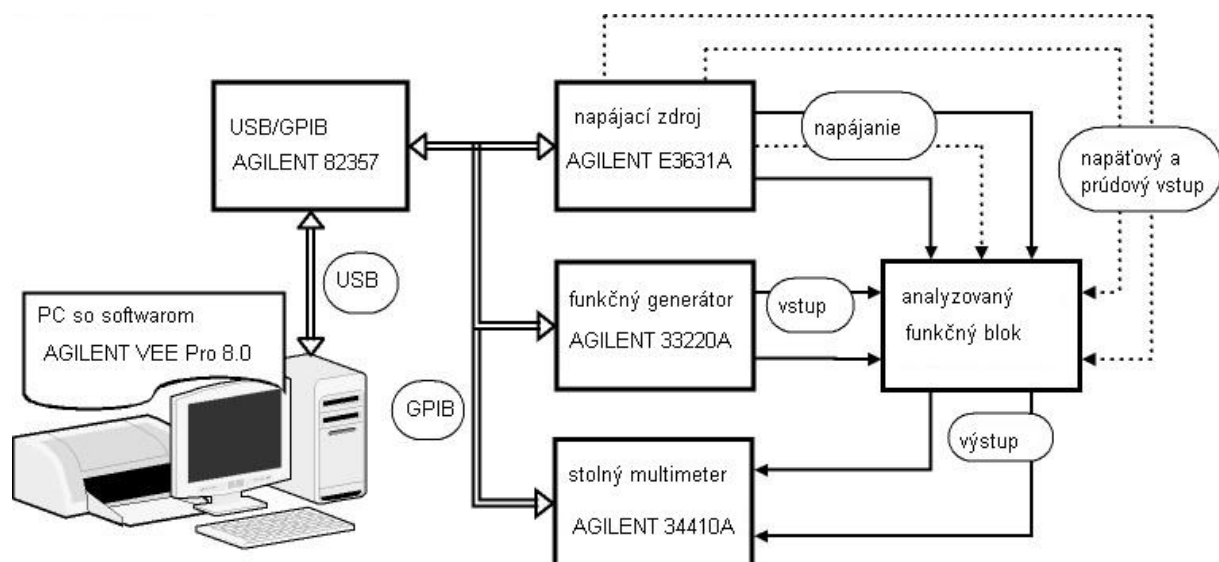 USB/GPIB
AGILENT 82357
napájací zdroj
AGILENT E3631A
napájanie
napäťový a
prúdový vstup
USB
PC so softwarom
AGILENT VEE Pro 8.0
GPIB
funkčný generátor
AGILENT 33220A
vstup
analyzovaný
funkčný blok
stolný multimeter
AGILENT 34410A
výstup